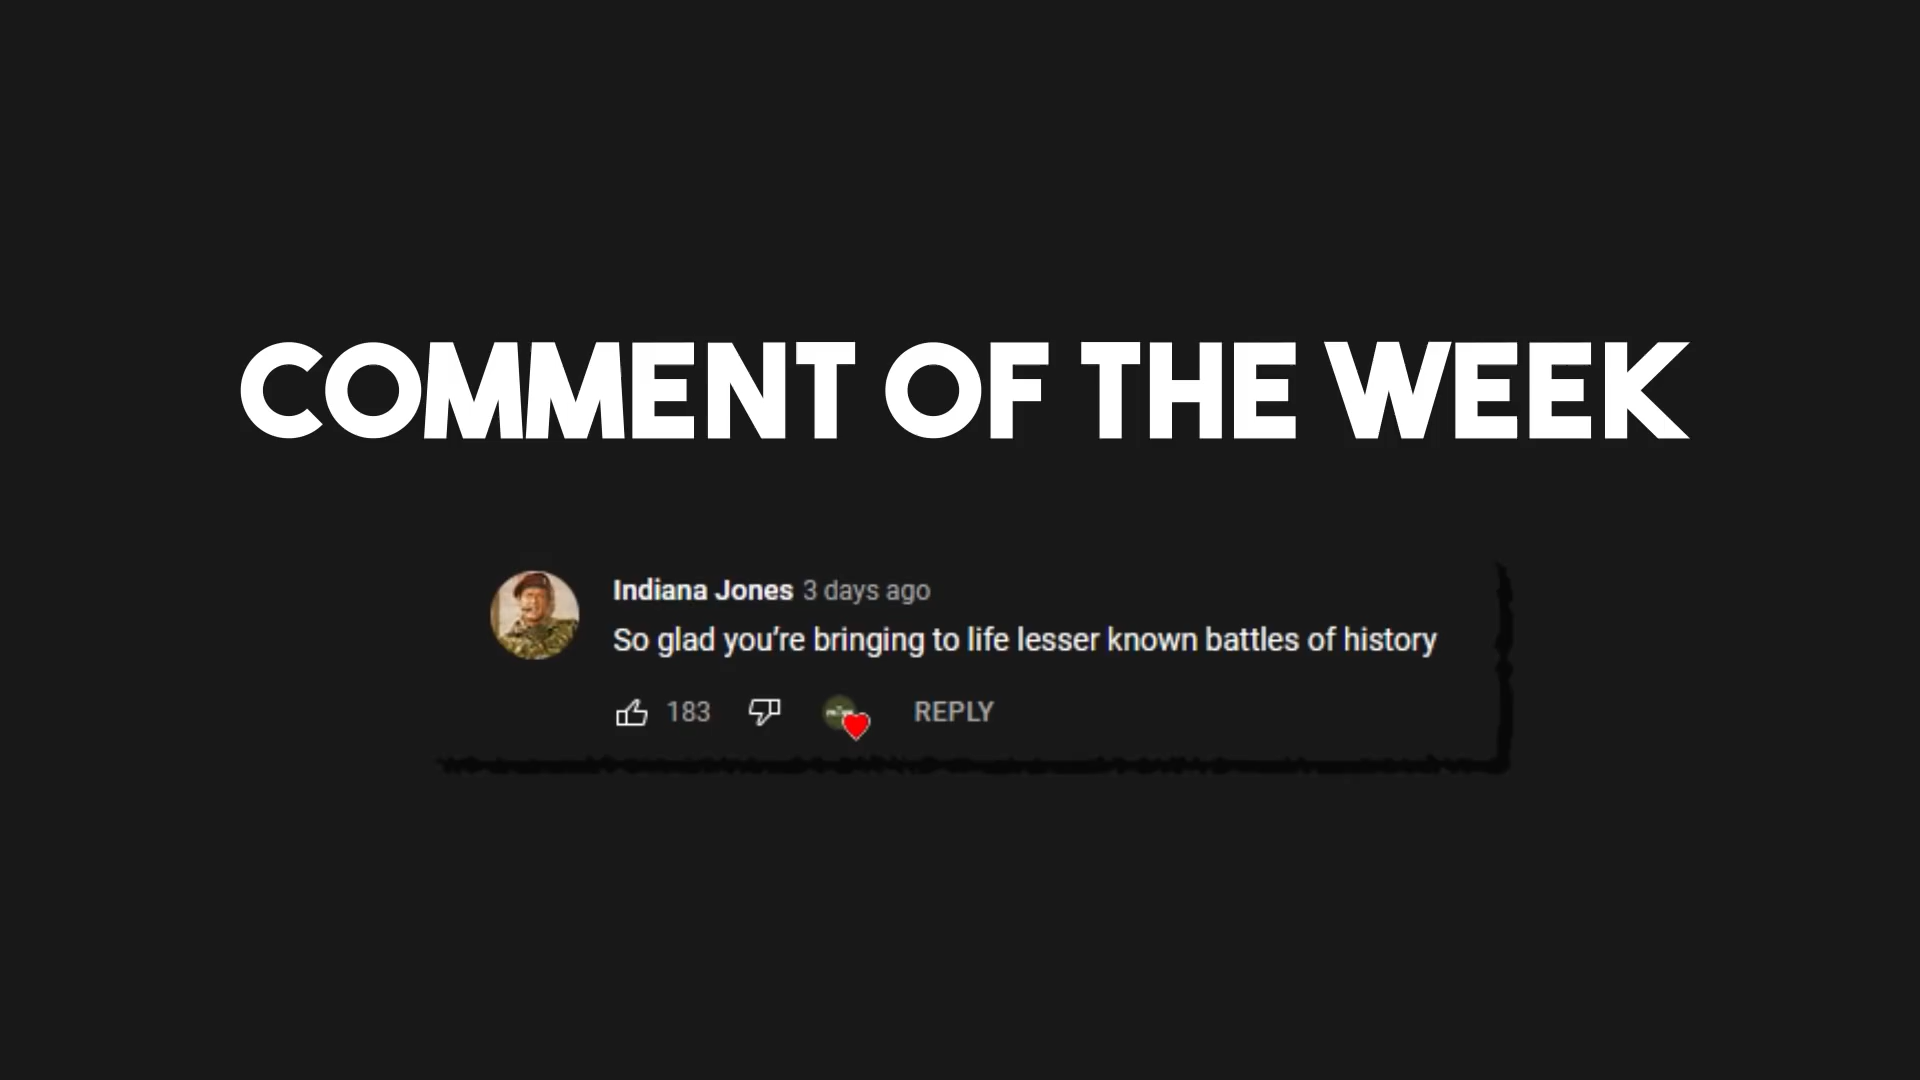 COMMENT OF THE WEEK
Indiana Jones 3 days ago
So glad you're bringing to life lesser known battles of history
183 REPLY